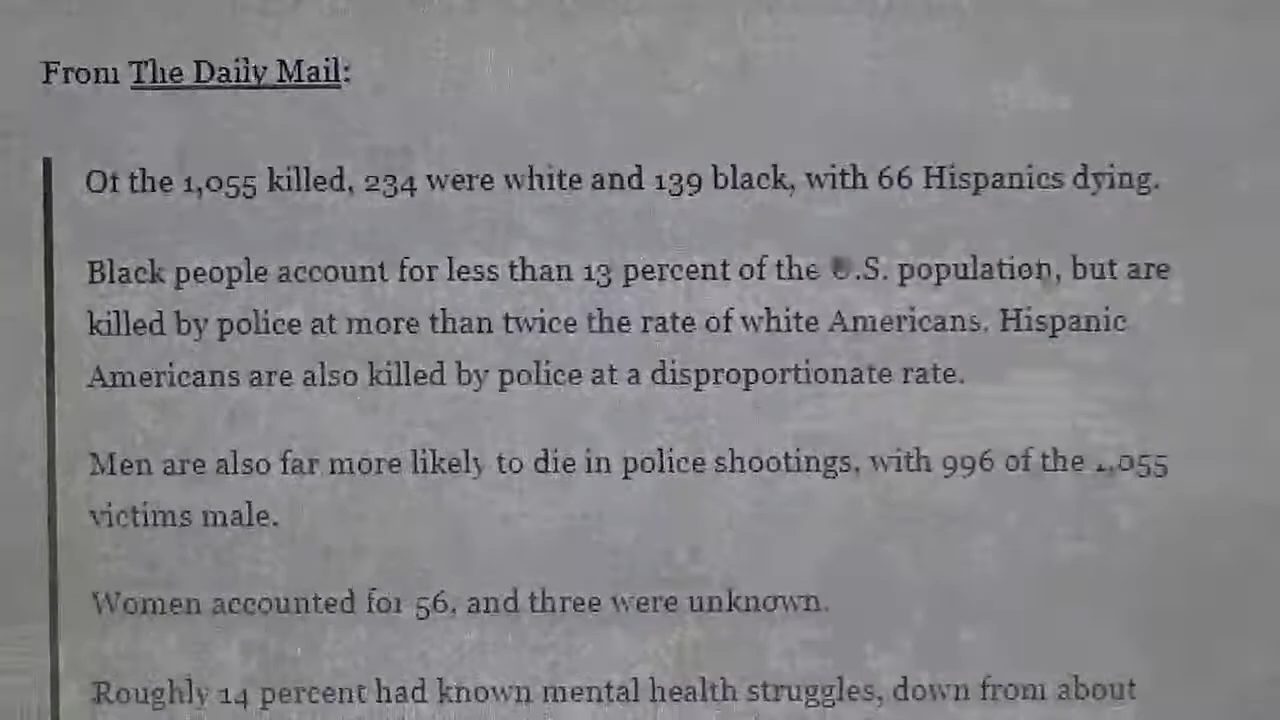 From The Daily Mail:
Of the 1,055 killed, 234 were white and 139 black, with 66 Hispanics dying.
Black people account for less than 13 percent of the U.S. population, but are
killed by police at more than twice the rate of white Americans. Hispanic
Americans are also killed by police at a disproportionate rate.
Men are also far more likely to die in police shootings, with 996 of the 1,055
victims male.
Women accounted for 56, and three were unknown.
Roughly 14 percent had known mental health struggles, down from about